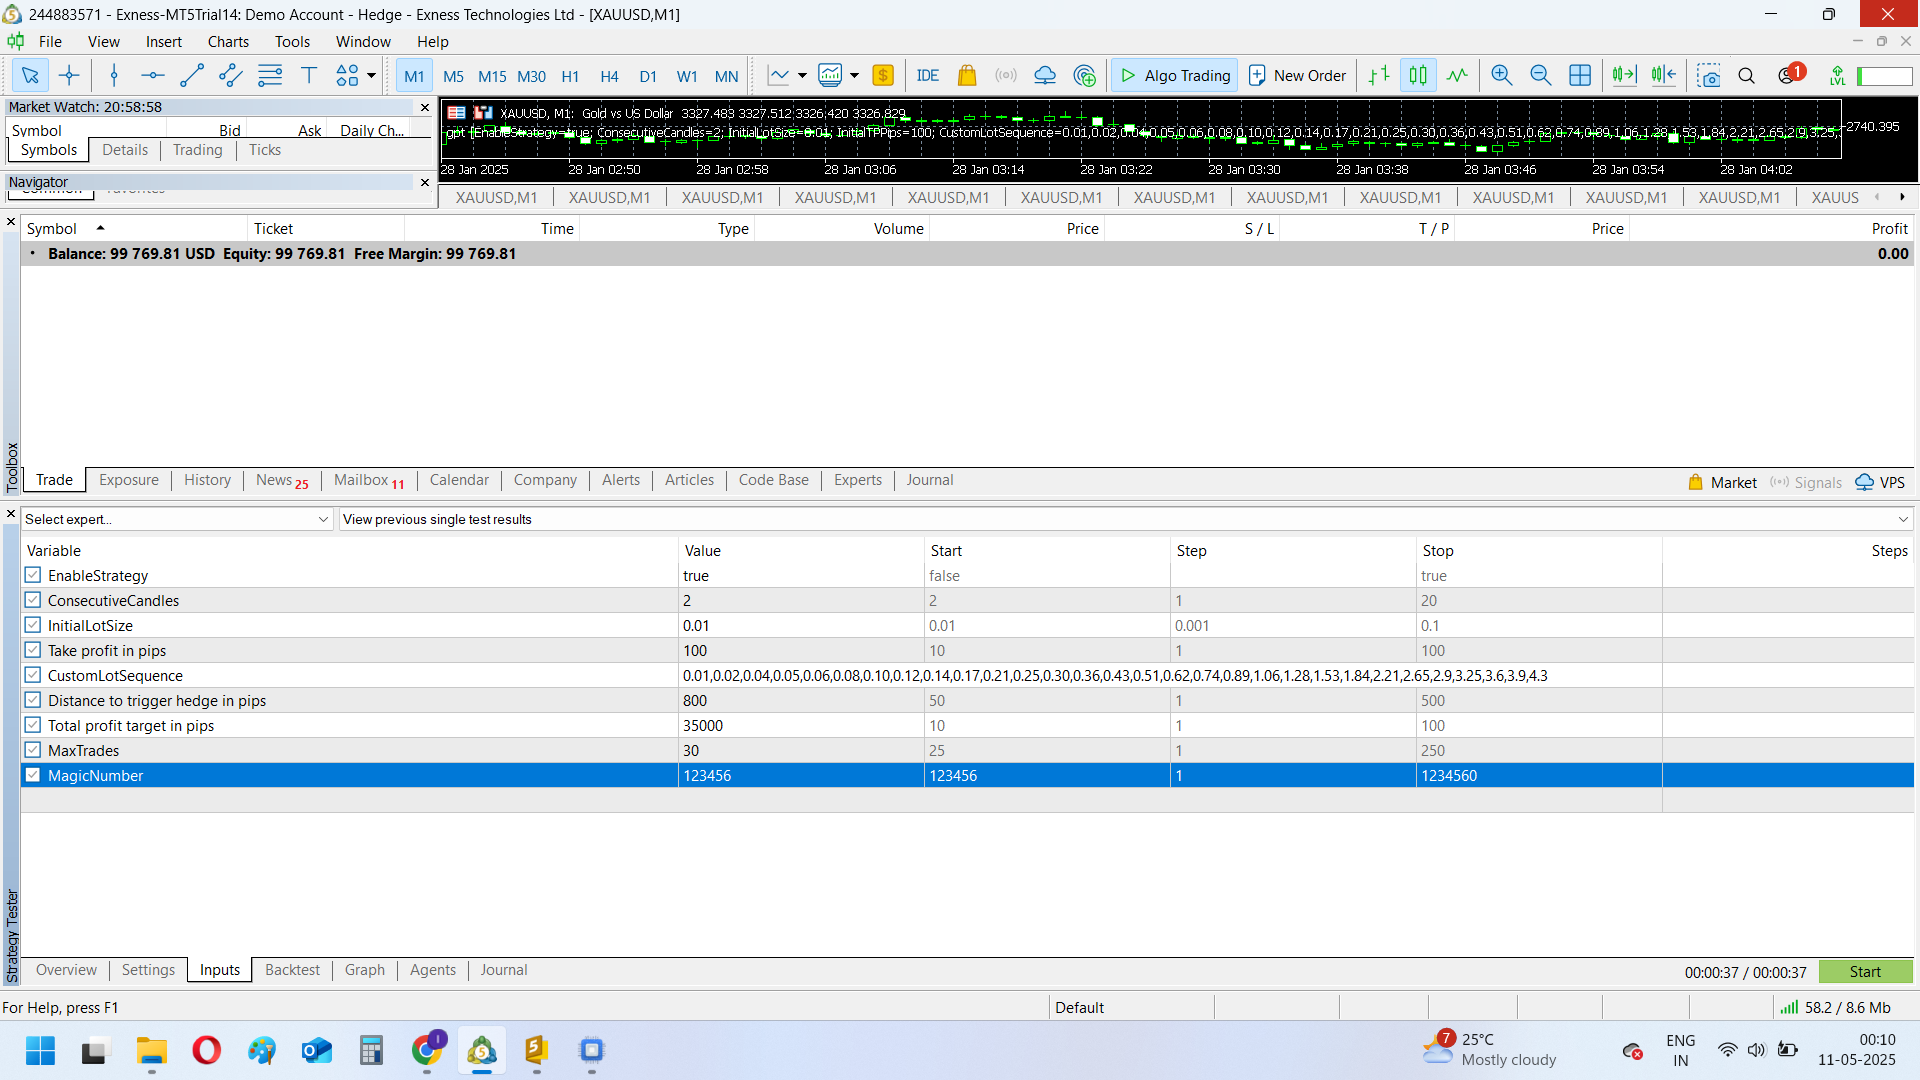 244883571 - Exness-MT5Trial14: Demo Account - Hedge - Exness Technologies Ltd - [XAUUSD,M1]
File View Insert Charts Tools Window Help
M1 M5 M15 M30 H1 H4 D1 W1 MN IDE Algo Trading New Order 1 LVL
Market Watch: 20:58:58
Symbol Bid Ask Daily Ch...
Symbols Details Trading Ticks
Navigator
Common Favorites
XAUUSD, M1: Gold vs US Dollar 3327.483 3327.512 3326.420 3326.829
gpt [EnableStrategy=true; ConsecutiveCandles=2; InitialLotSize=0.01; InitialTPPips=100; CustomLotSequence=0.01,0.02,0.04,0.05,0.06,0.08,0.10,0.12,0.14,0.17,0.21,0.25,0.30,0.36,0.43,0.51,0.62,0.74,0.89,1.06,1.28,1.53,1.84,2.21,2.65,2.9,3.25,
2740.395
28 Jan 2025 28 Jan 02:50 28 Jan 02:58 28 Jan 03:06 28 Jan 03:14 28 Jan 03:22 28 Jan 03:30 28 Jan 03:38 28 Jan 03:46 28 Jan 03:54 28 Jan 04:02
XAUUSD,M1 XAUUSD,M1 XAUUSD,M1 XAUUSD,M1 XAUUSD,M1 XAUUSD,M1 XAUUSD,M1 XAUUSD,M1 XAUUSD,M1 XAUUSD,M1 XAUUSD,M1 XAUUSD,M1 XAUUS
Symbol Ticket Time Type Volume Price S / L T / P Price Profit
Balance: 99 769.81 USD Equity: 99 769.81 Free Margin: 99 769.81 0.00
Toolbox
Trade Exposure History News 25 Mailbox 11 Calendar Company Alerts Articles Code Base Experts Journal Market Signals VPS
Select expert... View previous single test results
Variable Value Start Step Stop Steps
EnableStrategy true false true
ConsecutiveCandles 2 2 1 20
InitialLotSize 0.01 0.01 0.001 0.1
Take profit in pips 100 10 1 100
CustomLotSequence 0.01,0.02,0.04,0.05,0.06,0.08,0.10,0.12,0.14,0.17,0.21,0.25,0.30,0.36,0.43,0.51,0.62,0.74,0.89,1.06,1.28,1.53,1.84,2.21,2.65,2.9,3.25,3.6,3.9,4.3
Distance to trigger hedge in pips 800 50 1 500
Total profit target in pips 35000 10 1 100
MaxTrades 30 25 1 250
MagicNumber 123456 123456 1 1234560
Strategy Tester
Overview Settings Inputs Backtest Graph Agents Journal 00:00:37 / 00:00:37 Start
For Help, press F1 Default 58.2 / 8.6 Mb
7 25°C
Mostly cloudy
ENG
IN
00:10
11-05-2025